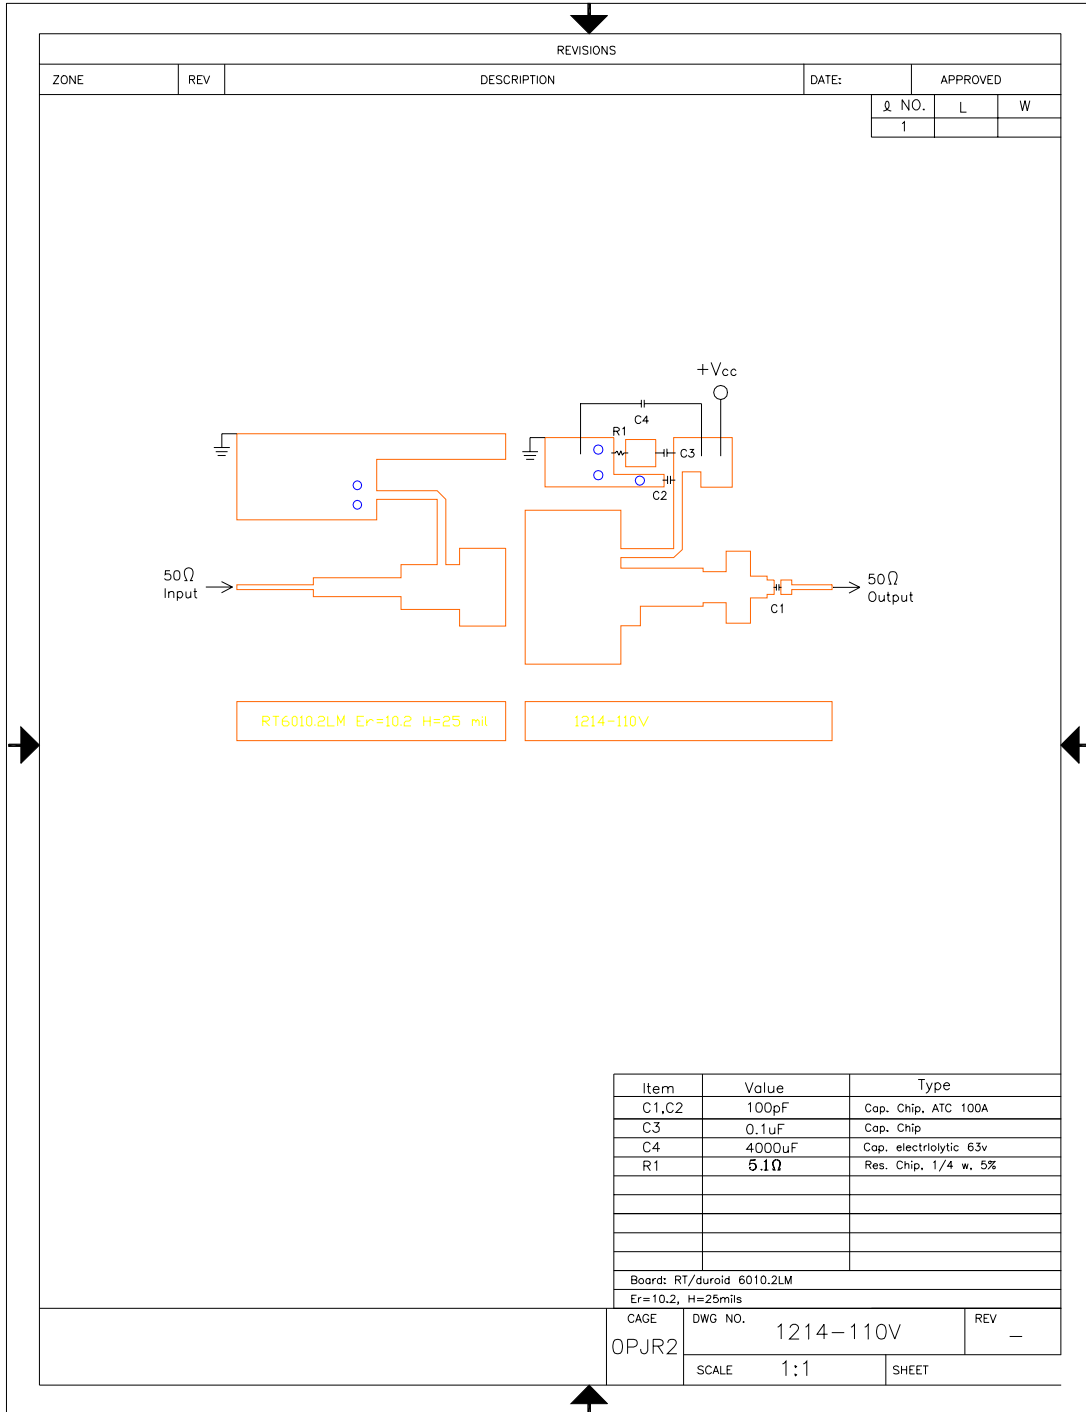 REVISIONS
ZONE REV DESCRIPTION DATE: APPROVED
ℓ NO. L W
1
+Vcc
C4
R1
C3
C2
50Ω
Input
50Ω
Output
C1
RT6010.2LM Er=10.2 H=25 mil 1214-110V
Item Value Type
C1,C2 100pF Cap. Chip, ATC 100A
C3 0.1uF Cap. Chip
C4 4000uF Cap. electrlolytic 63v
R1 5.1Ω Res. Chip, 1/4 w, 5%
Board: RT/duroid 6010.2LM
Er=10.2, H=25mils
CAGE DWG NO. REV
0PJR2 1214-110V –
SCALE 1:1 SHEET